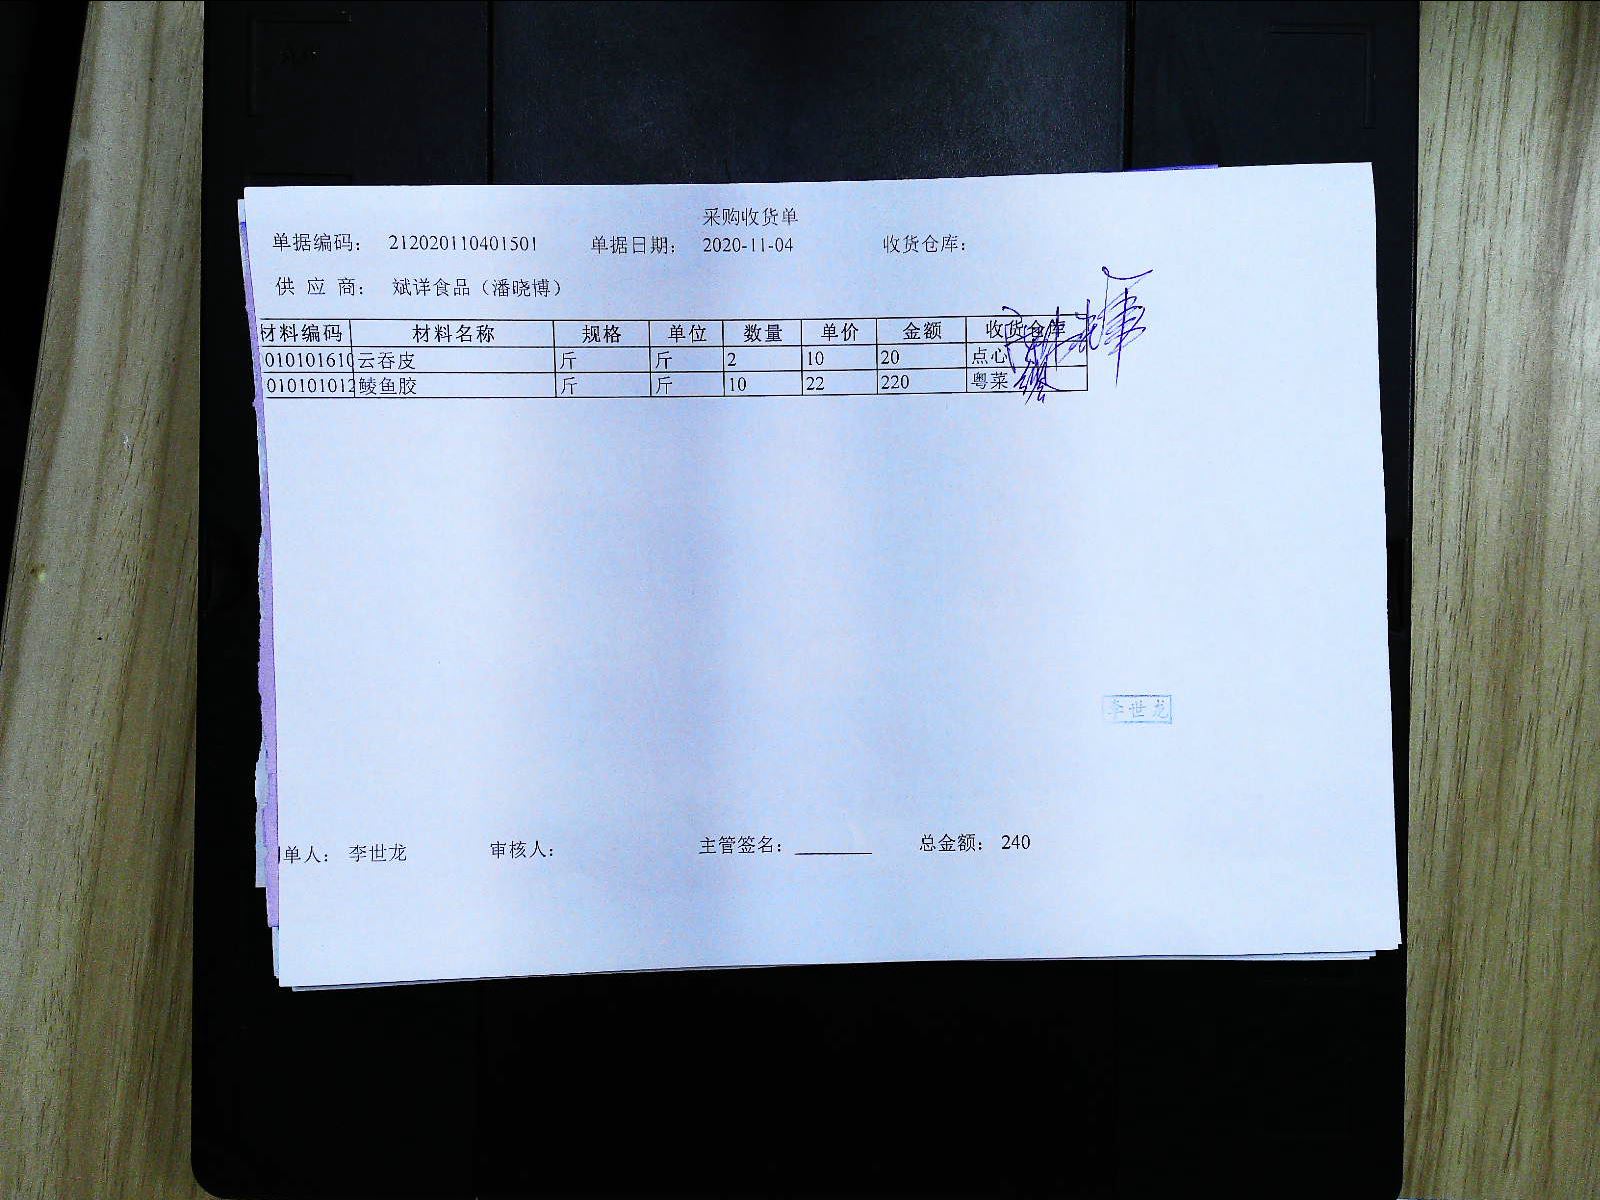 采购收货单
单据编码： 212020110401501 单据日期： 2020-11-04 收货仓库：
供 应 商： 斌详食品（潘晓博）
材料编码 材料名称 规格 单位 数量 单价 金额 收货仓库
010101610 云吞皮 斤 斤 2 10 20 点心
010101012 鲮鱼胶 斤 斤 10 22 220 粤菜
李世龙
单人： 李世龙 审核人： 主管签名： 总金额： 240